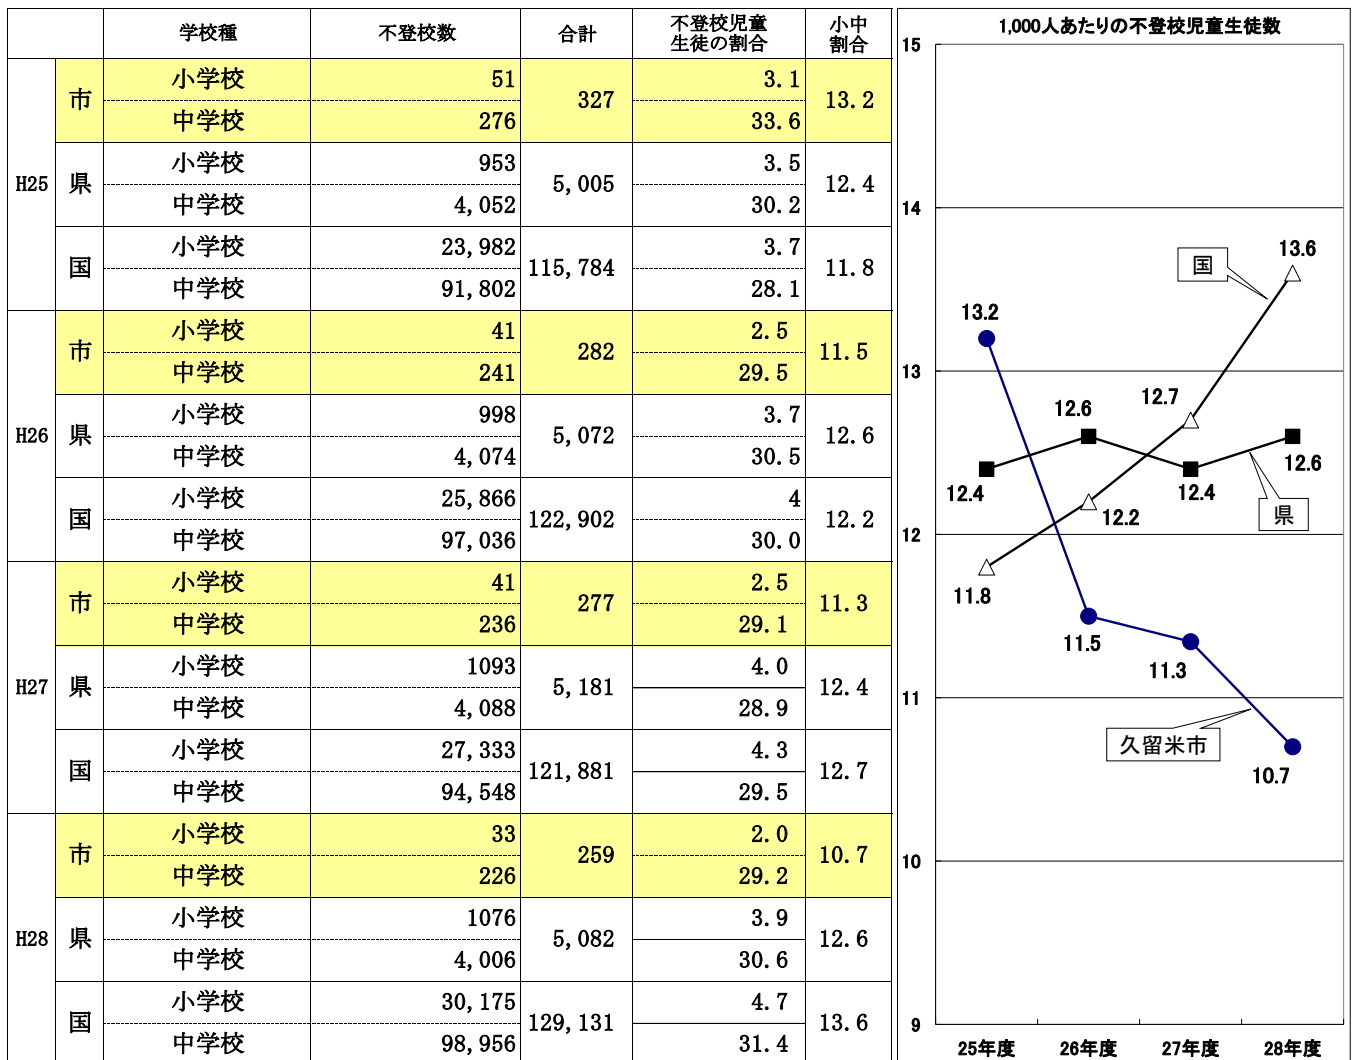 学校種 不登校数 合計 不登校児童生徒の割合 小中割合
H25 市 小学校 51 327 3.1 13.2
中学校 276 33.6
県 小学校 953 5,005 3.5 12.4
中学校 4,052 30.2
国 小学校 23,982 115,784 3.7 11.8
中学校 91,802 28.1
H26 市 小学校 41 282 2.5 11.5
中学校 241 29.5
県 小学校 998 5,072 3.7 12.6
中学校 4,074 30.5
国 小学校 25,866 122,902 4 12.2
中学校 97,036 30.0
H27 市 小学校 41 277 2.5 11.3
中学校 236 29.1
県 小学校 1093 5,181 4.0 12.4
中学校 4,088 28.9
国 小学校 27,333 121,881 4.3 12.7
中学校 94,548 29.5
H28 市 小学校 33 259 2.0 10.7
中学校 226 29.2
県 小学校 1076 5,082 3.9 12.6
中学校 4,006 30.6
国 小学校 30,175 129,131 4.7 13.6
中学校 98,956 31.4
1,000人あたりの不登校児童生徒数
15
14
13
12
11
10
9
国
13.6
13.2
12.7
12.6
12.4
12.4
12.6
県
12.2
11.8
11.5
11.3
久留米市
10.7
25年度 26年度 27年度 28年度